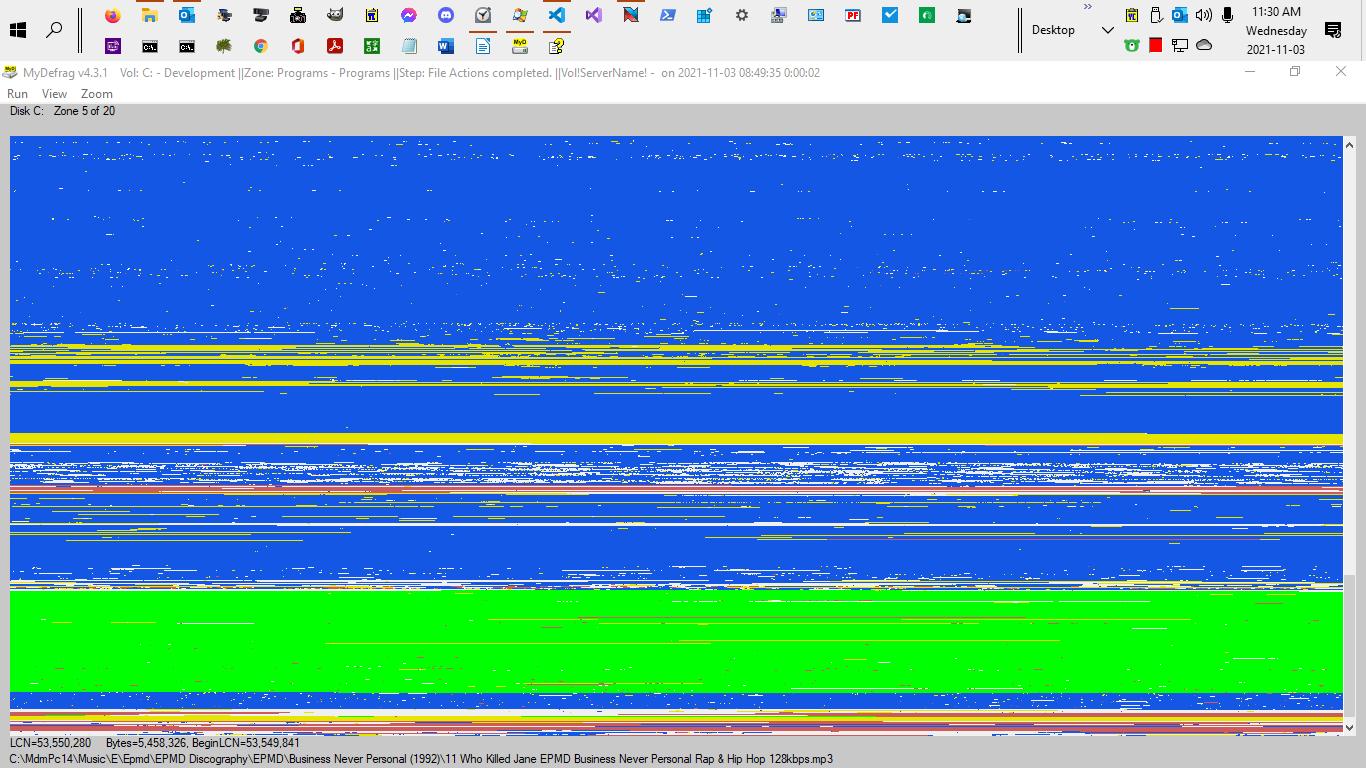 11:30 AM
Desktop
Wednesday
2021-11-03
MyDefrag v4.3.1 Vol: C: - Development ||Zone: Programs - Programs ||Step: File Actions completed. ||Vol!ServerName! - on 2021-11-03 08:49:35 0:00:02
Run View Zoom
Disk C: Zone 5 of 20
LCN=53,550,280 Bytes=5,458,326, BeginLCN=53,549,841
C:\MdmPc14\Music\E\Epmd\EPMD Discography\EPMD\Business Never Personal (1992)\11 Who Killed Jane EPMD Business Never Personal Rap & Hip Hop 128kbps.mp3